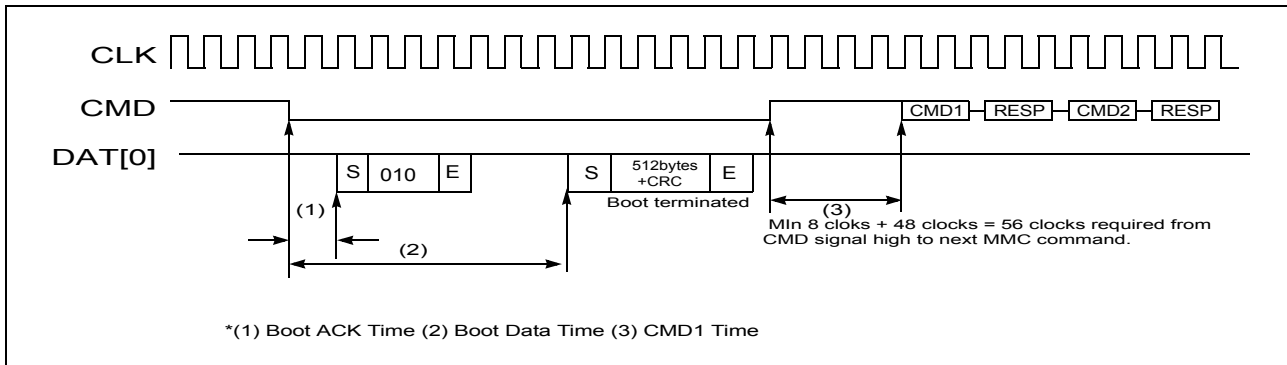 CLK
CMD
CMD1 RESP CMD2 RESP
DAT[0]
S 010 E
S 512bytes +CRC E
Boot terminated
(1)
(2)
(3)
MIn 8 cloks + 48 clocks = 56 clocks required from
CMD signal high to next MMC command.
*(1) Boot ACK Time (2) Boot Data Time (3) CMD1 Time